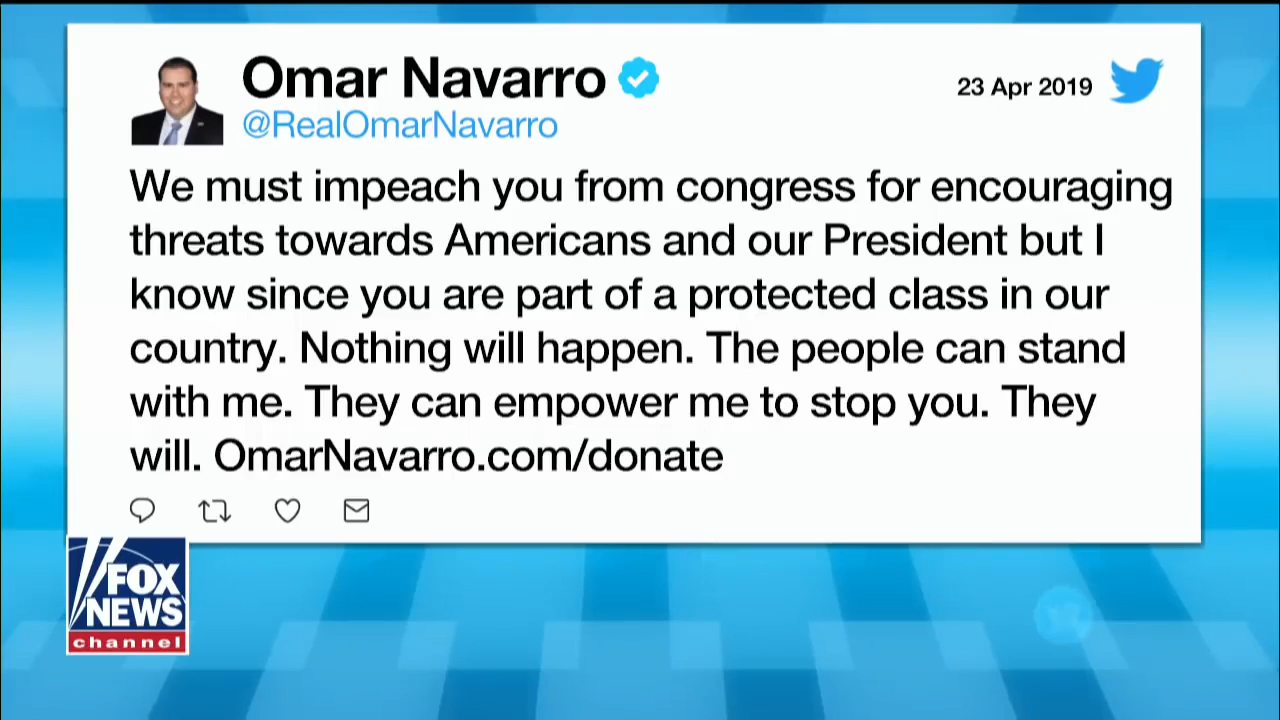 Omar Navarro
@RealOmarNavarro
23 Apr 2019
We must impeach you from congress for encouraging
threats towards Americans and our President but I
know since you are part of a protected class in our
country. Nothing will happen. The people can stand
with me. They can empower me to stop you. They
will. OmarNavarro.com/donate
FOX
NEWS
channel